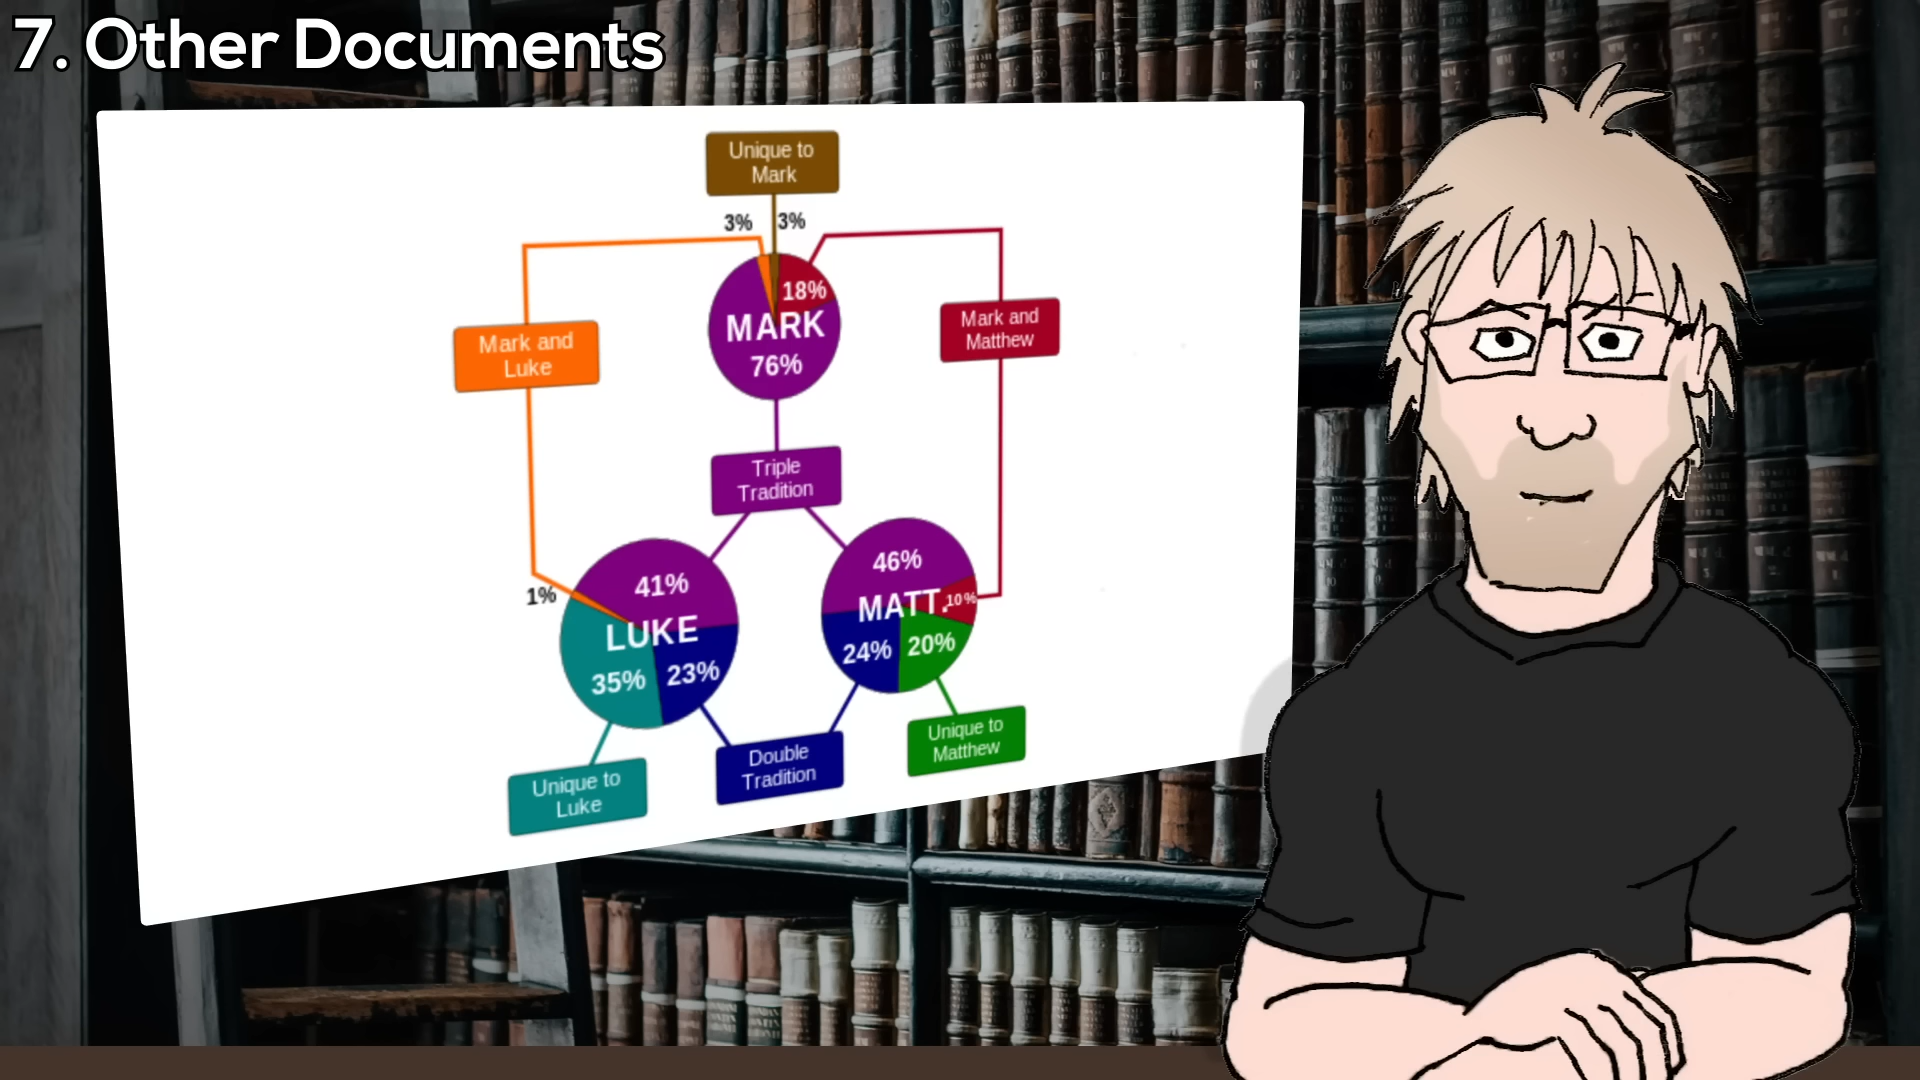 7. Other Documents
Unique to
Mark
3%
3%
18%
MARK
76%
Mark and
Luke
Mark and
Matthew
Triple
Tradition
41%
1%
LUKE
35%
23%
46%
MATT.
10%
24%
20%
Unique to
Luke
Double
Tradition
Unique to
Matthew